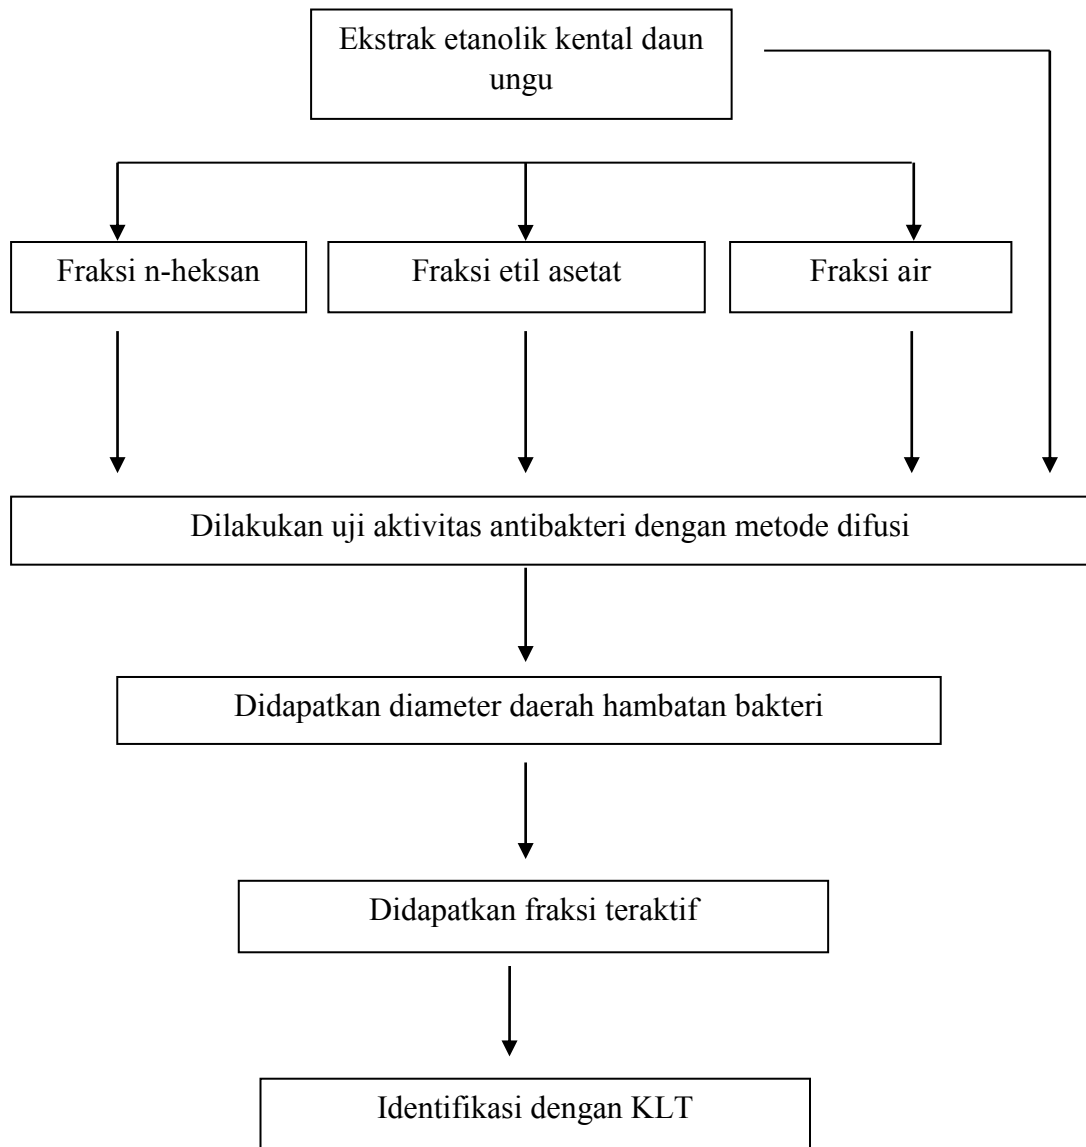 Ekstrak etanolik kental daun
ungu
Fraksi n-heksan
Fraksi etil asetat
Fraksi air
Dilakukan uji aktivitas antibakteri dengan metode difusi
Didapatkan diameter daerah hambatan bakteri
Didapatkan fraksi teraktif
Identifikasi dengan KLT